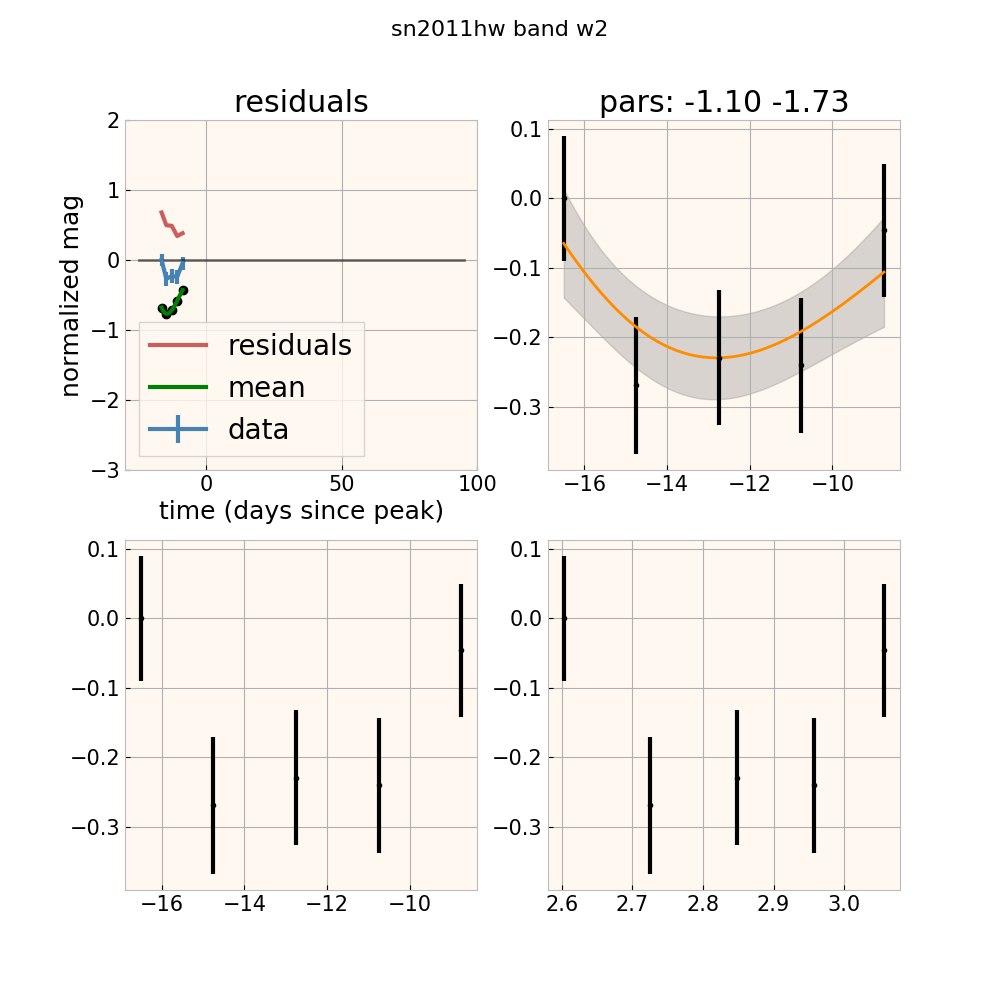 sn2011hw band w2
residuals
pars: -1.10 -1.73
normalized mag
2
1
0
−1
−2
−3
residuals
mean
data
0 50 100
time (days since peak)
0.1
0.0
−0.1
−0.2
−0.3
−16 −14 −12 −10
0.1
0.0
−0.1
−0.2
−0.3
−16 −14 −12 −10
0.1
0.0
−0.1
−0.2
−0.3
2.6 2.7 2.8 2.9 3.0